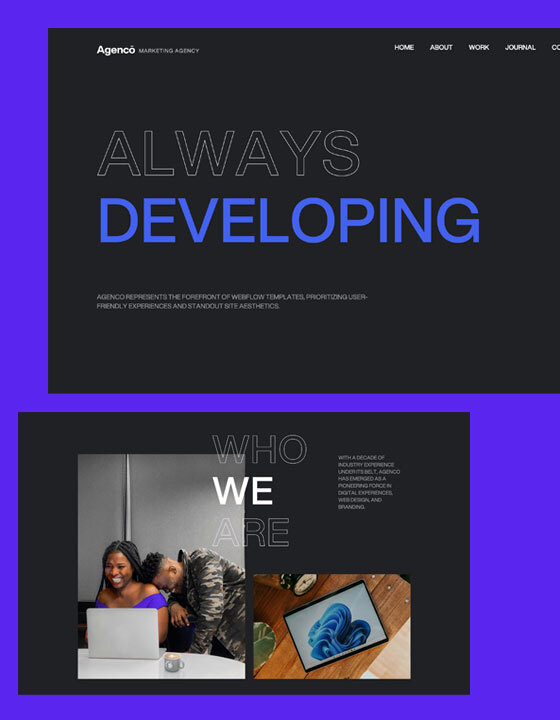 Agencō MARKETING AGENCY
HOME ABOUT WORK JOURNAL CO
ALWAYS
DEVELOPING
AGENCO REPRESENTS THE FOREFRONT OF WEBFLOW TEMPLATES, PRIORITIZING USER-
FRIENDLY EXPERIENCES AND STANDOUT SITE AESTHETICS.
WHO
WE
ARE
WITH A DECADE OF
INDUSTRY EXPERIENCE
UNDER ITS BELT, AGENCO
HAS EMERGED AS A
PIONEERING FORCE IN
DIGITAL EXPERIENCES,
WEB DESIGN, AND
BRANDING.